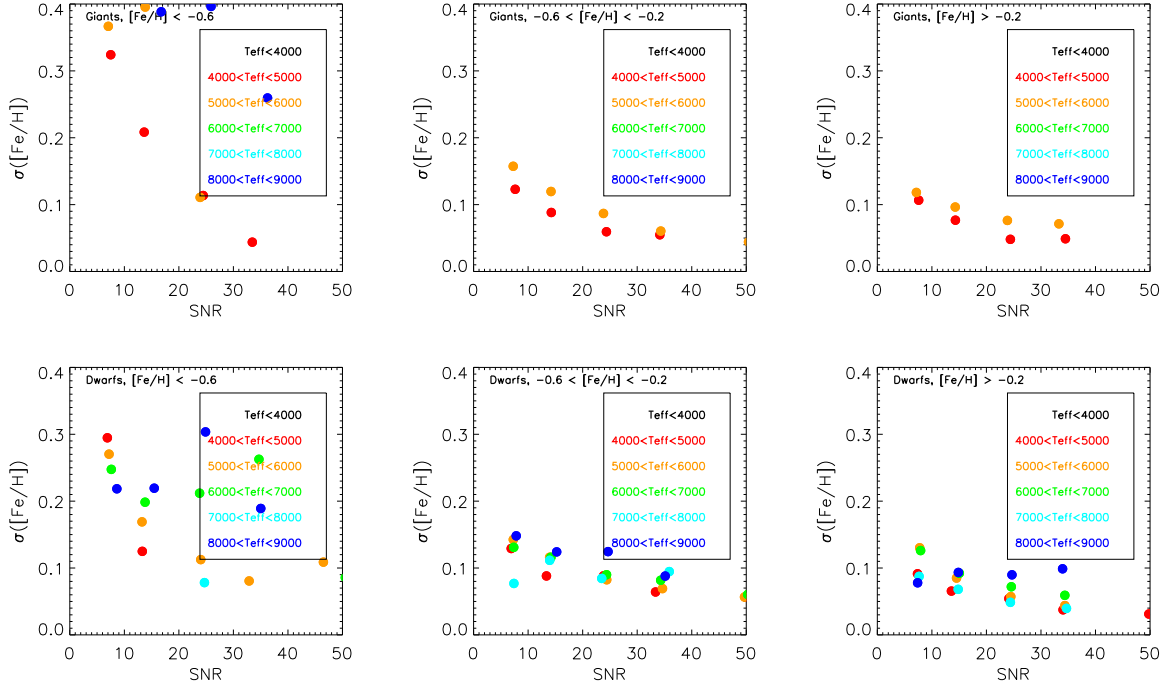 Giants, [Fe/H] < −0.6
0.4
0.3
0.2
0.1
0.0
σ([Fe/H])
Teff<4000
4000<Teff<5000
5000<Teff<6000
6000<Teff<7000
7000<Teff<8000
8000<Teff<9000
0 10 20 30 40 50
SNR
Giants, −0.6 < [Fe/H] < −0.2
0.4
0.3
0.2
0.1
0.0
σ([Fe/H])
Teff<4000
4000<Teff<5000
5000<Teff<6000
6000<Teff<7000
7000<Teff<8000
8000<Teff<9000
0 10 20 30 40 50
SNR
Giants, [Fe/H] > −0.2
0.4
0.3
0.2
0.1
0.0
σ([Fe/H])
Teff<4000
4000<Teff<5000
5000<Teff<6000
6000<Teff<7000
7000<Teff<8000
8000<Teff<9000
0 10 20 30 40 50
SNR
Dwarfs, [Fe/H] < −0.6
0.4
0.3
0.2
0.1
0.0
σ([Fe/H])
Teff<4000
4000<Teff<5000
5000<Teff<6000
6000<Teff<7000
7000<Teff<8000
8000<Teff<9000
0 10 20 30 40 50
SNR
Dwarfs, −0.6 < [Fe/H] < −0.2
0.4
0.3
0.2
0.1
0.0
σ([Fe/H])
Teff<4000
4000<Teff<5000
5000<Teff<6000
6000<Teff<7000
7000<Teff<8000
8000<Teff<9000
0 10 20 30 40 50
SNR
Dwarfs, [Fe/H] > −0.2
0.4
0.3
0.2
0.1
0.0
σ([Fe/H])
Teff<4000
4000<Teff<5000
5000<Teff<6000
6000<Teff<7000
7000<Teff<8000
8000<Teff<9000
0 10 20 30 40 50
SNR